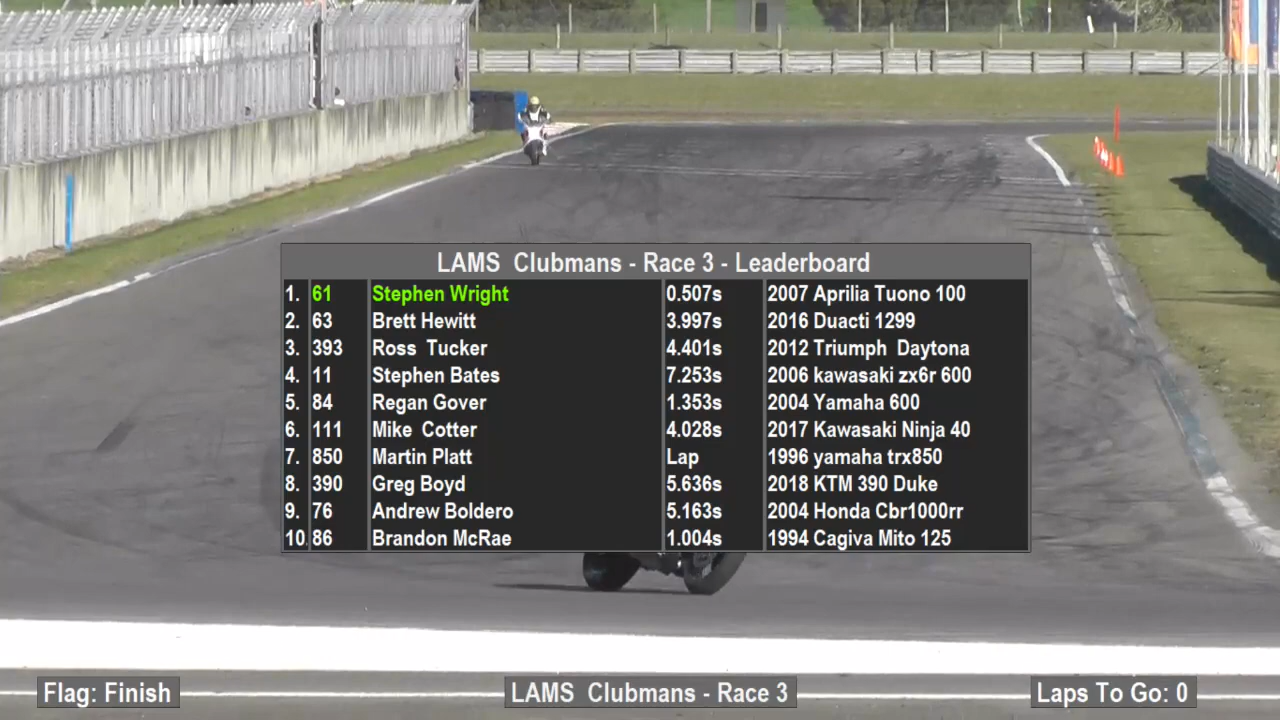 LAMS Clubmans - Race 3 - Leaderboard
1. 61 Stephen Wright 0.507s 2007 Aprilia Tuono 100
2. 63 Brett Hewitt 3.997s 2016 Duacti 1299
3. 393 Ross Tucker 4.401s 2012 Triumph Daytona
4. 11 Stephen Bates 7.253s 2006 kawasaki zx6r 600
5. 84 Regan Gover 1.353s 2004 Yamaha 600
6. 111 Mike Cotter 4.028s 2017 Kawasaki Ninja 40
7. 850 Martin Platt Lap 1996 yamaha trx850
8. 390 Greg Boyd 5.636s 2018 KTM 390 Duke
9. 76 Andrew Boldero 5.163s 2004 Honda Cbr1000rr
10. 86 Brandon McRae 1.004s 1994 Cagiva Mito 125
Flag: Finish LAMS Clubmans - Race 3 Laps To Go: 0